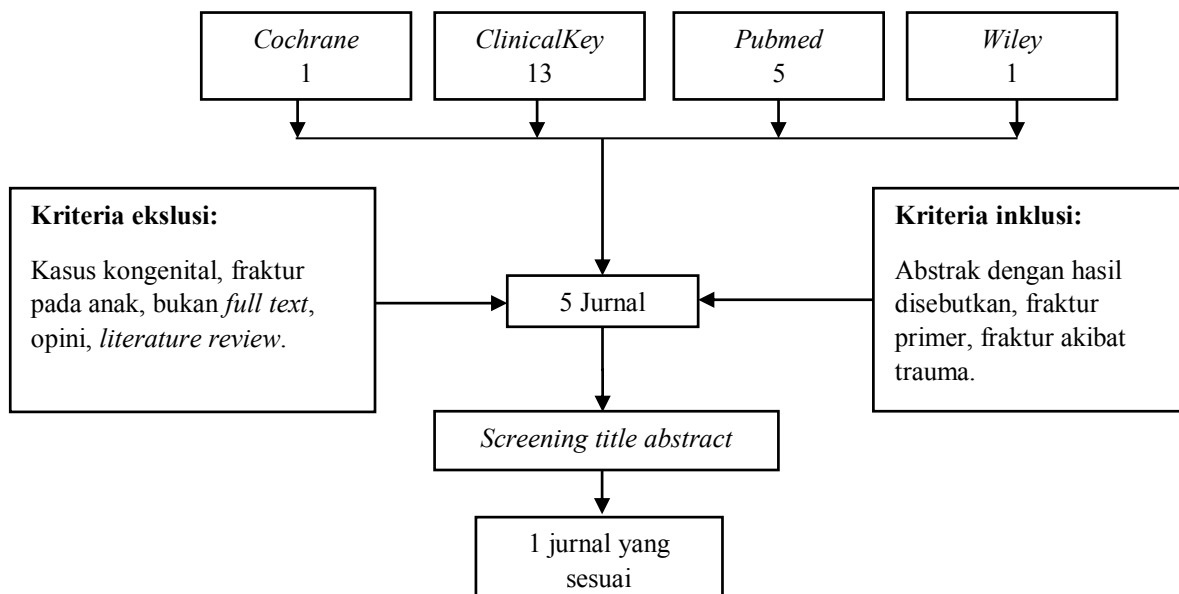 Cochrane
1
ClinicalKey
13
Pubmed
5
Wiley
1
Kriteria ekslusi:
Kasus kongenital, fraktur
pada anak, bukan full text,
opini, literature review.
5 Jurnal
Kriteria inklusi:
Abstrak dengan hasil
disebutkan, fraktur
primer, fraktur akibat
trauma.
Screening title abstract
1 jurnal yang
sesuai